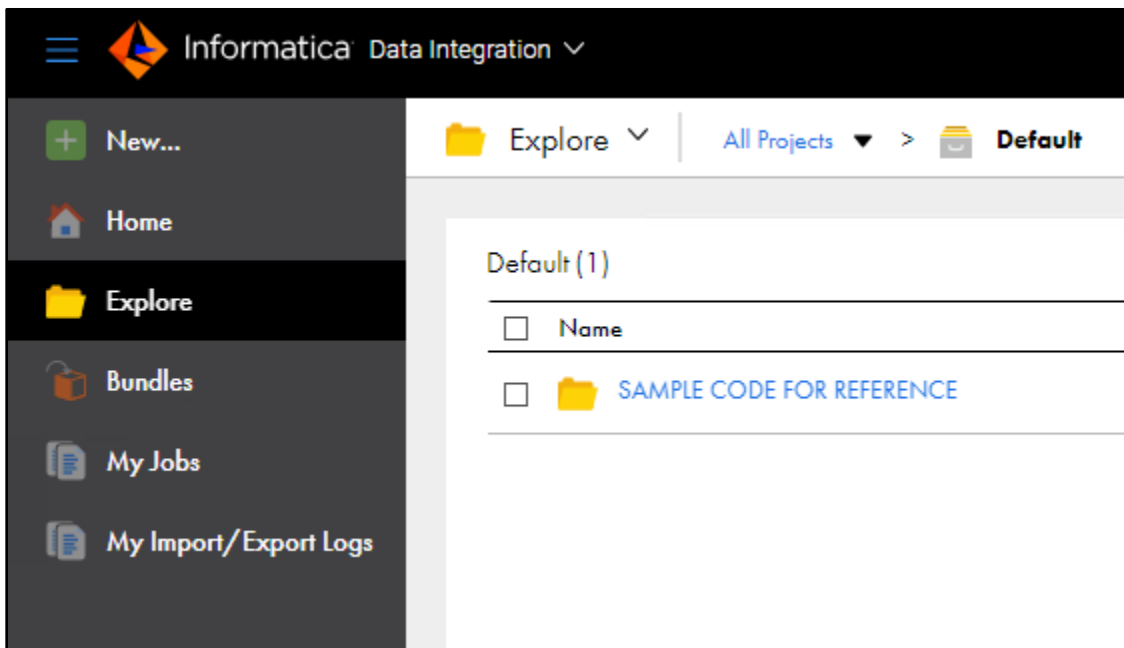 Informatica Data Integration
New...
Home
Explore
Bundles
My Jobs
My Import/Export Logs
Explore All Projects > Default
Default (1)
Name
SAMPLE CODE FOR REFERENCE